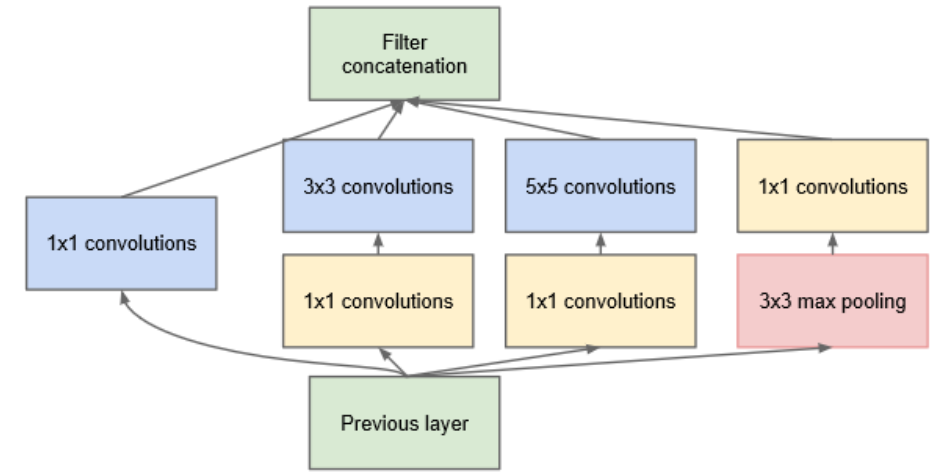 Filter
concatenation
3x3 convolutions
5x5 convolutions
1x1 convolutions
1x1 convolutions
1x1 convolutions
1x1 convolutions
3x3 max pooling
Previous layer